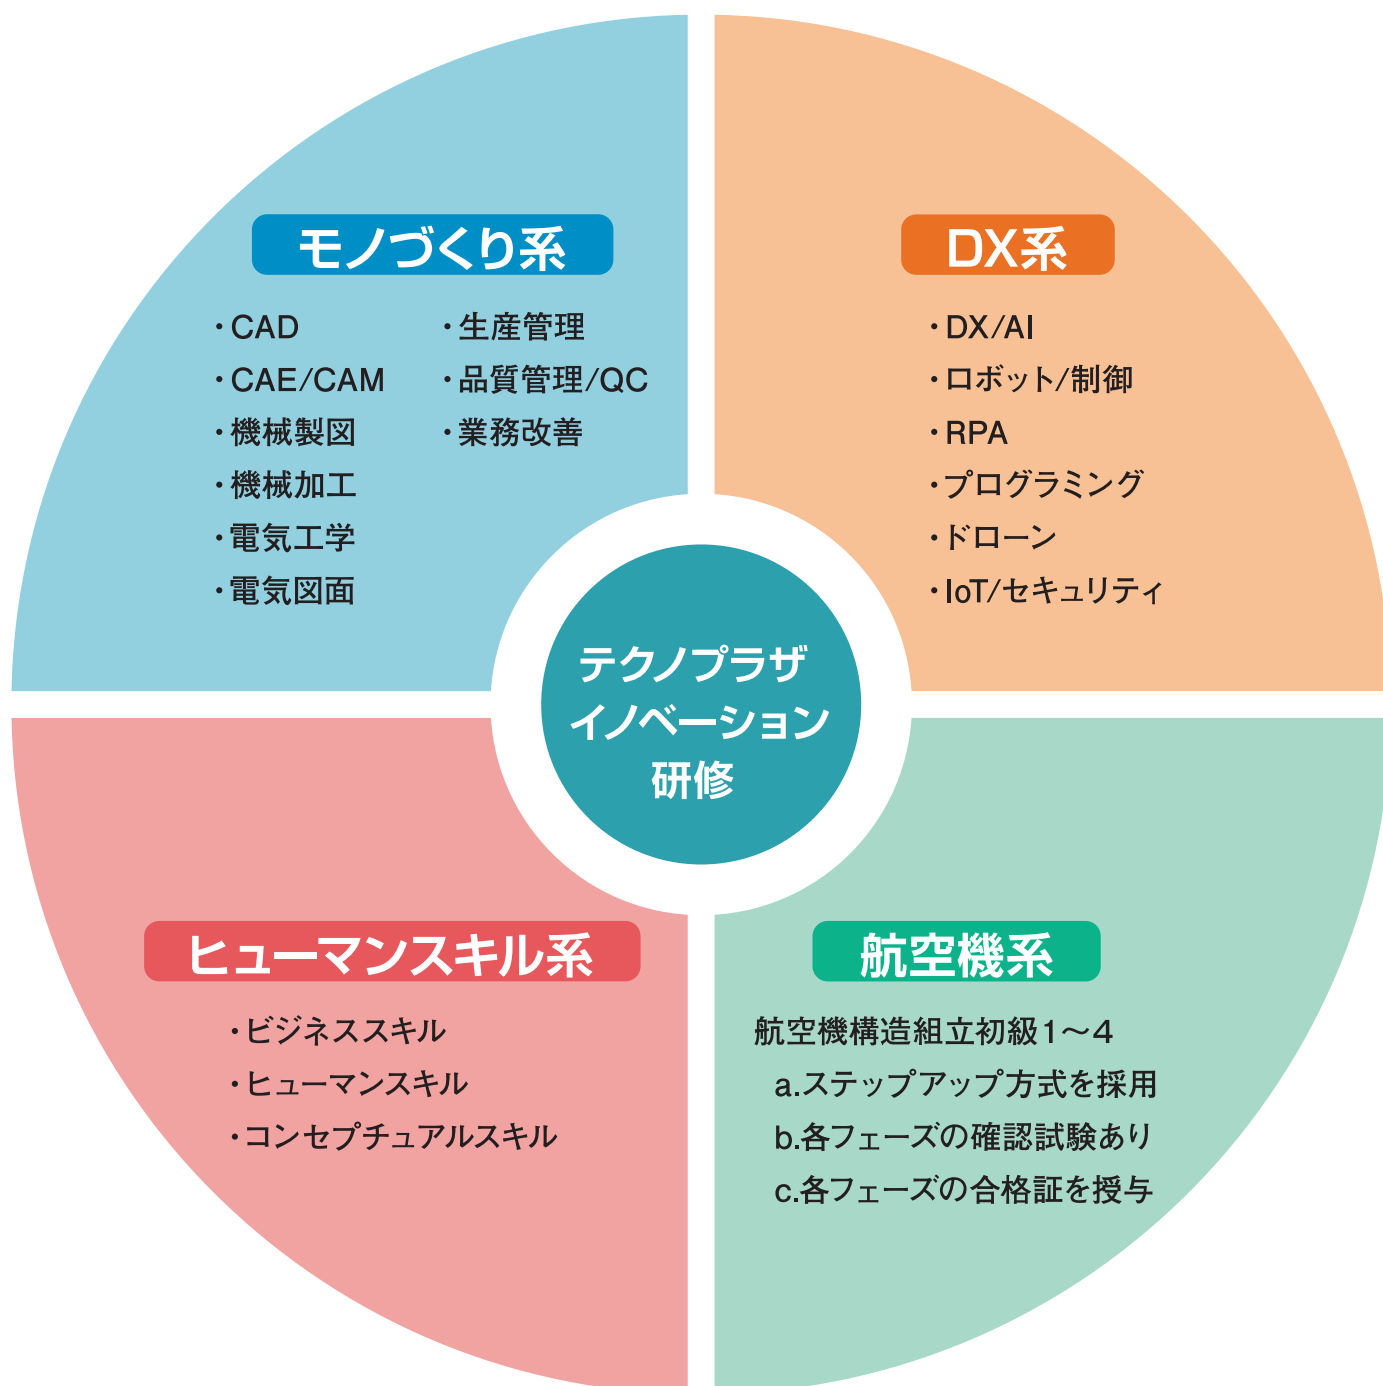 モノづくり系
・CAD
・CAE/CAM
・機械製図
・機械加工
・電気工学
・電気図面
・生産管理
・品質管理/QC
・業務改善
DX系
・DX/AI
・ロボット/制御
・RPA
・プログラミング
・ドローン
・IoT/セキュリティ
テクノプラザ
イノベーション
研修
ヒューマンスキル系
・ビジネススキル
・ヒューマンスキル
・コンセプチュアルスキル
航空機系
航空機構造組立初級1〜4
a.ステップアップ方式を採用
b.各フェーズの確認試験あり
c.各フェーズの合格証を授与